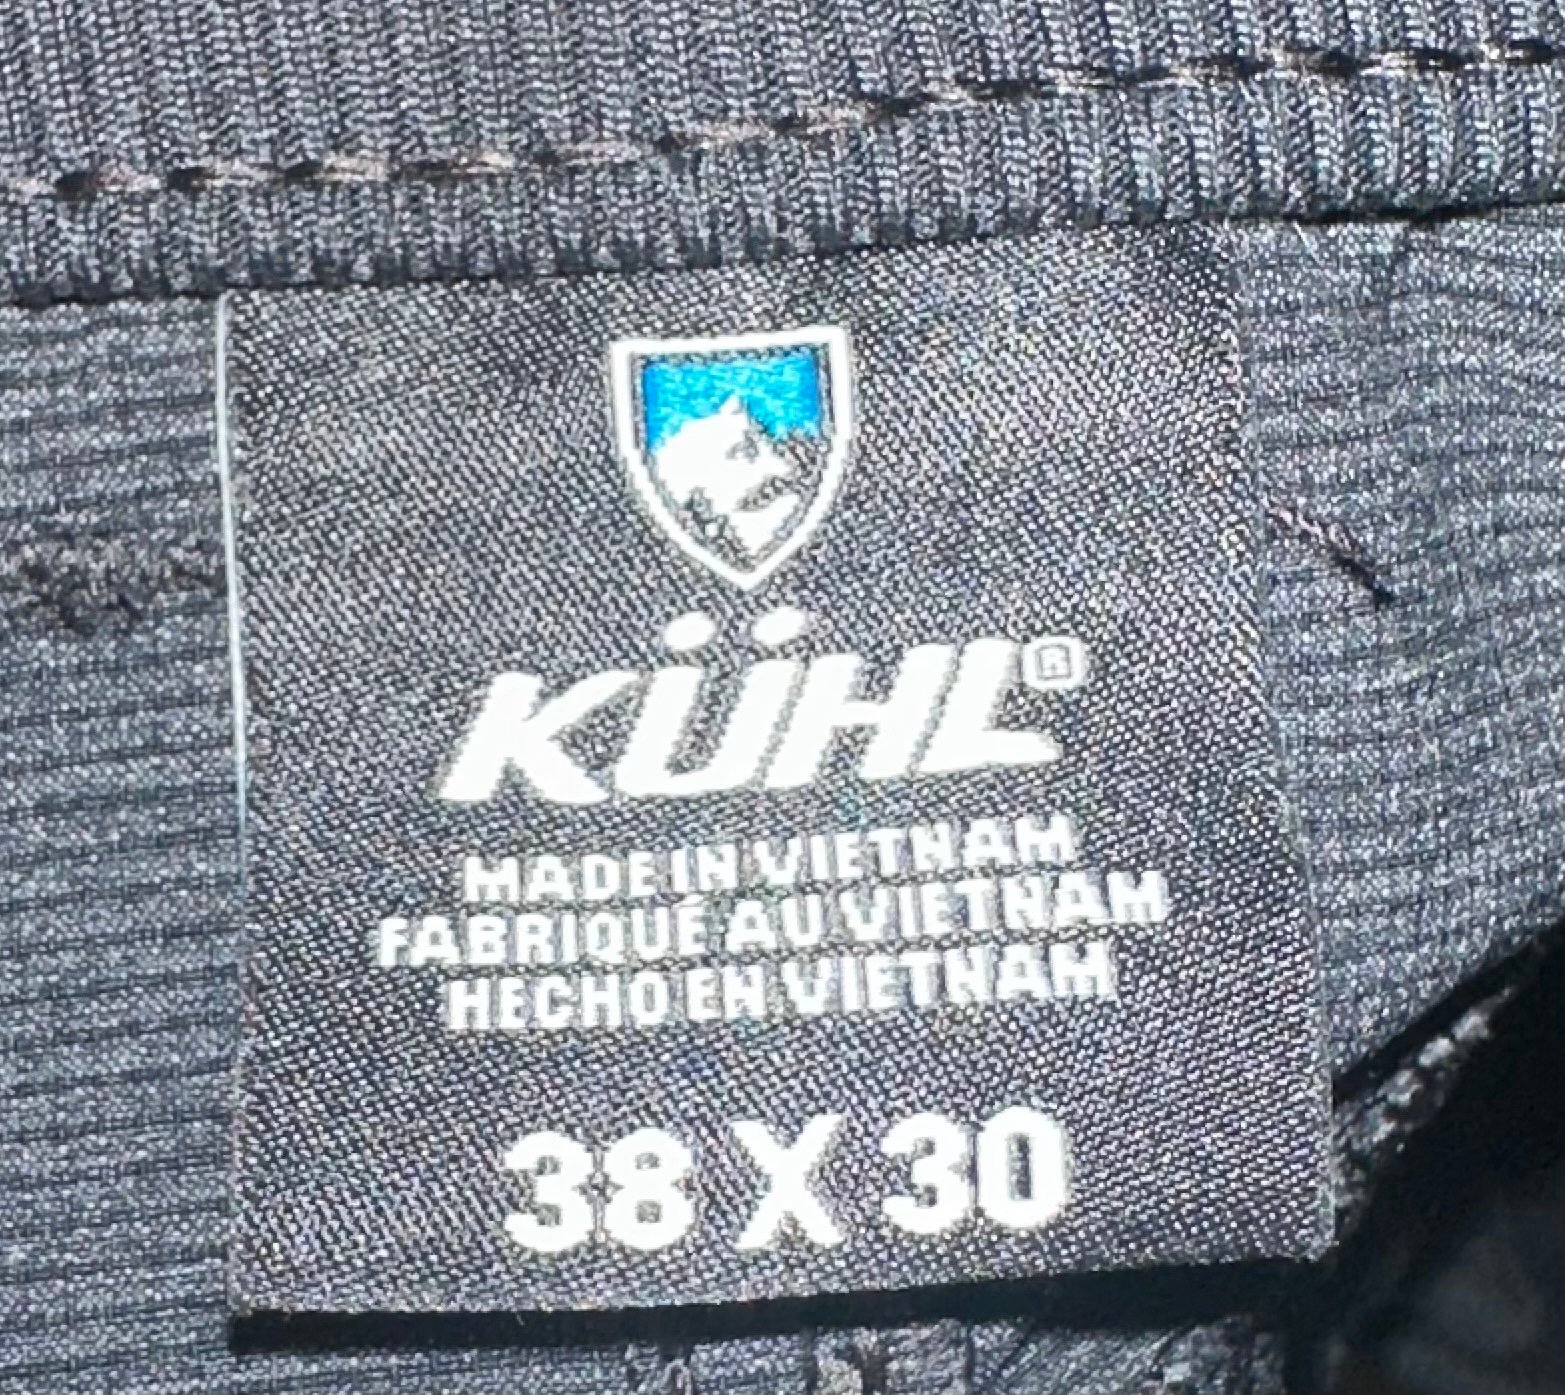 KÜHL®
MADE IN VIETNAM
FABRIQUÉ AU VIETNAM
HECHO EN VIETNAM
38 X 30